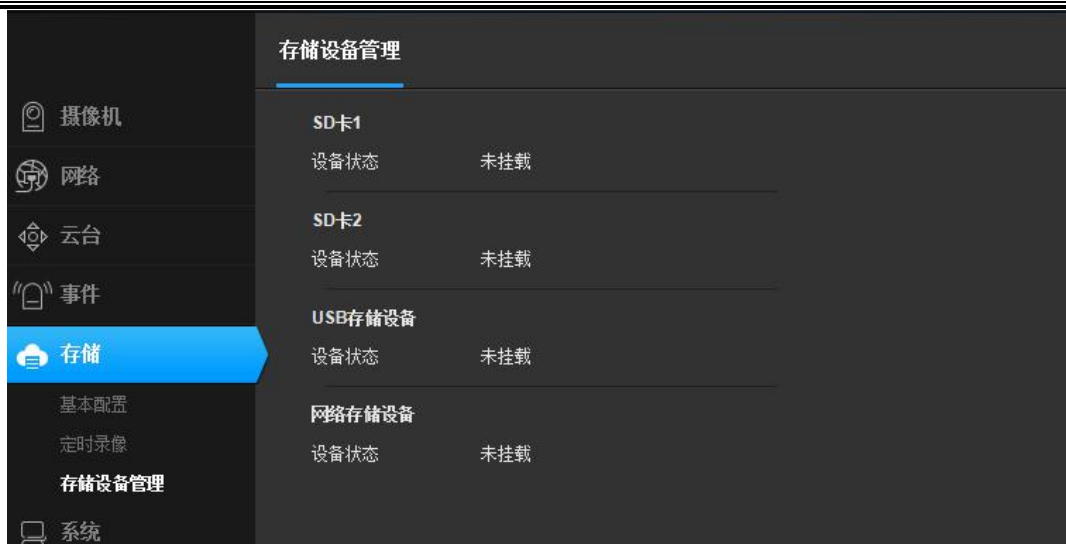 存储设备管理
摄像机
网络
云台
事件
存储
基本配置
定时录像
存储设备管理
系统
SD卡1
设备状态 未挂载
SD卡2
设备状态 未挂载
USB存储设备
设备状态 未挂载
网络存储设备
设备状态 未挂载